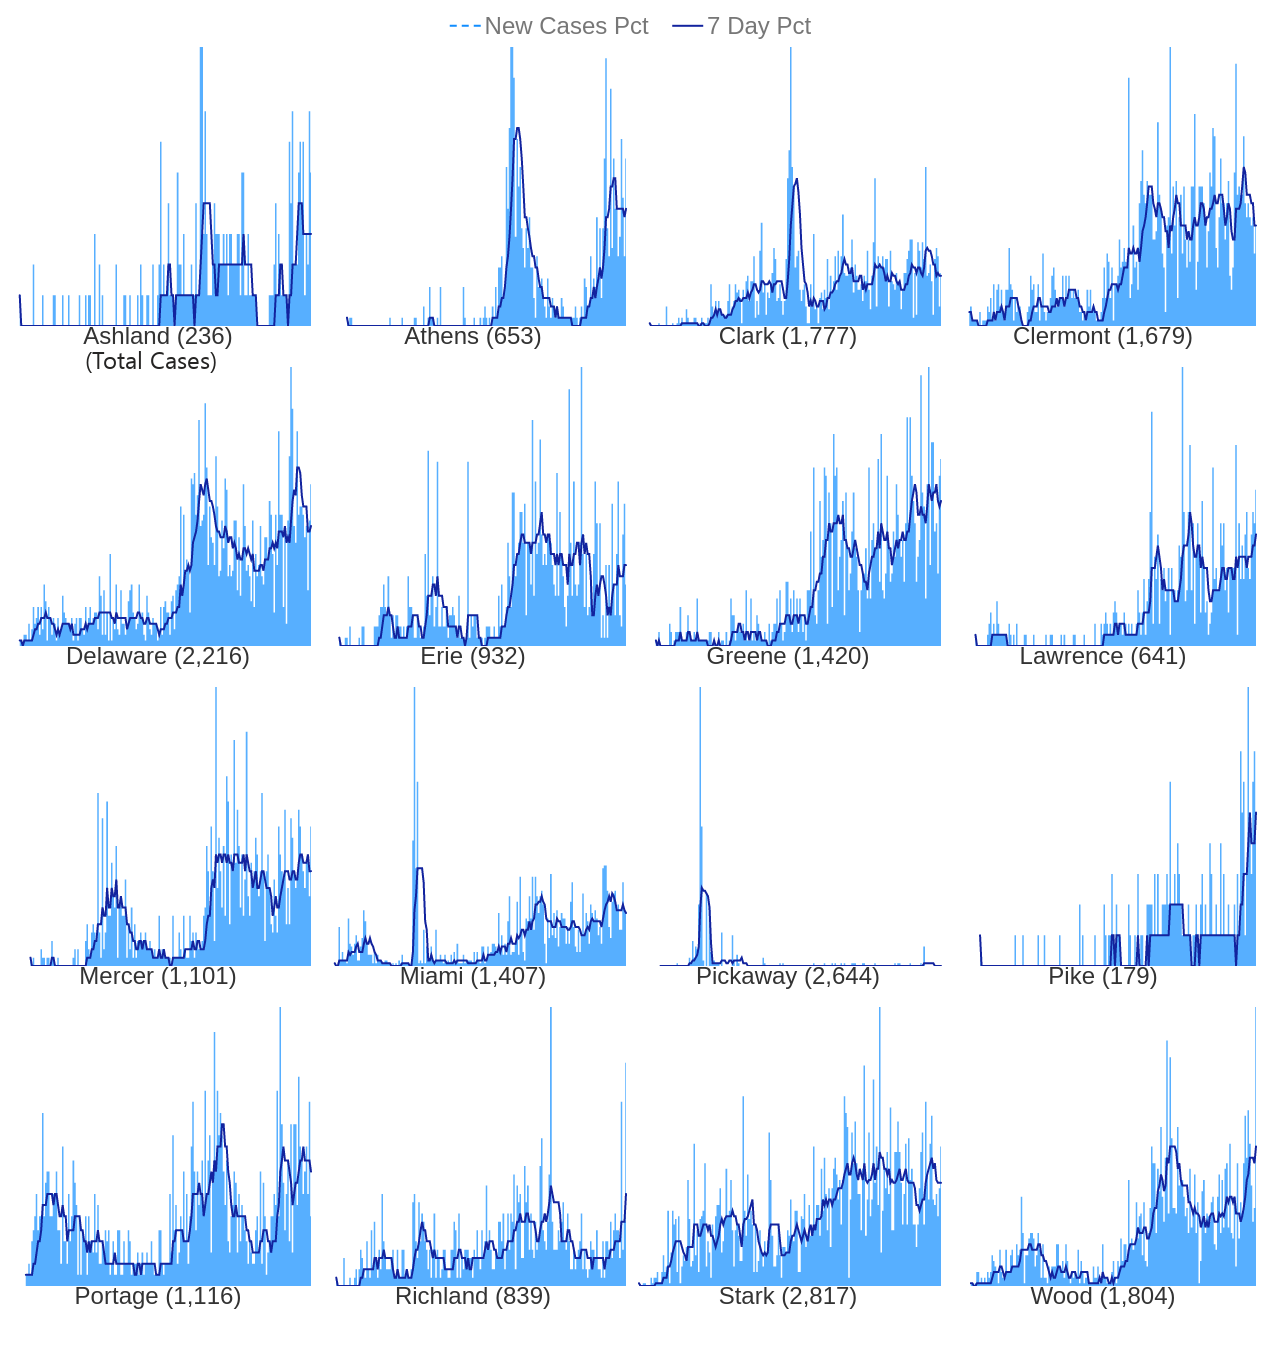 New Cases Pct 7 Day Pct
Ashland (236) Athens (653) Clark (1,777) Clermont (1,679)
(Total Cases)
Delaware (2,216) Erie (932) Greene (1,420) Lawrence (641)
Mercer (1,101) Miami (1,407) Pickaway (2,644) Pike (179)
Portage (1,116) Richland (839) Stark (2,817) Wood (1,804)